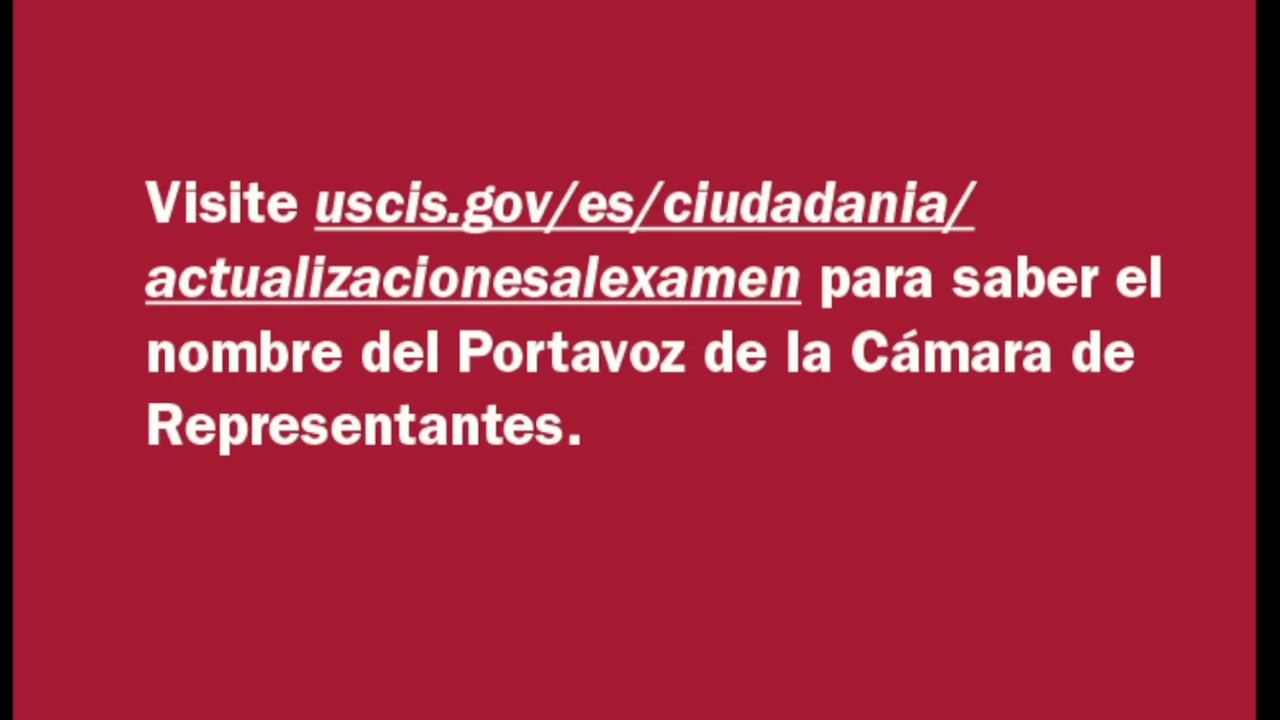 Visite uscis.gov/es/ciudadania/
actualizacionesalexamen para saber el
nombre del Portavoz de la Cámara de
Representantes.